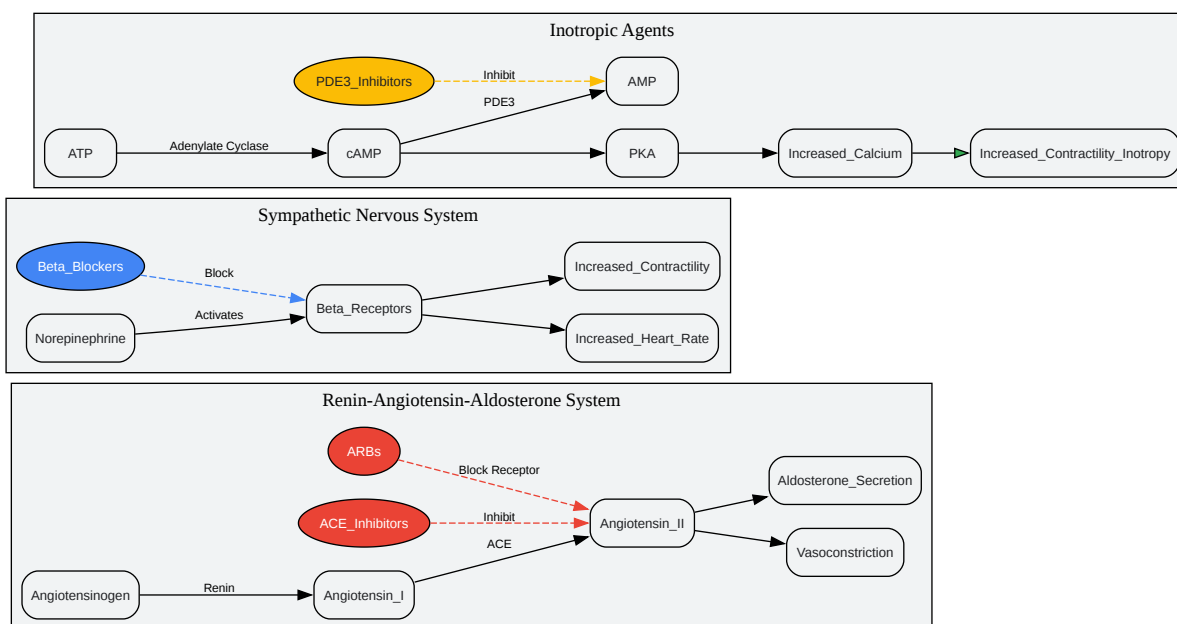 Inotropic Agents
PDE3_Inhibitors
Inhibit
AMP
PDE3
ATP
Adenylate Cyclase
cAMP
PKA
Increased_Calcium
Increased_Contractility_Inotropy
Sympathetic Nervous System
Beta_Blockers
Block
Beta_Receptors
Increased_Contractility
Norepinephrine
Activates
Increased_Heart_Rate
Renin-Angiotensin-Aldosterone System
ARBs
Block Receptor
Aldosterone_Secretion
ACE_Inhibitors
Inhibit
Angiotensin_II
ACE
Vasoconstriction
Angiotensinogen
Renin
Angiotensin_I